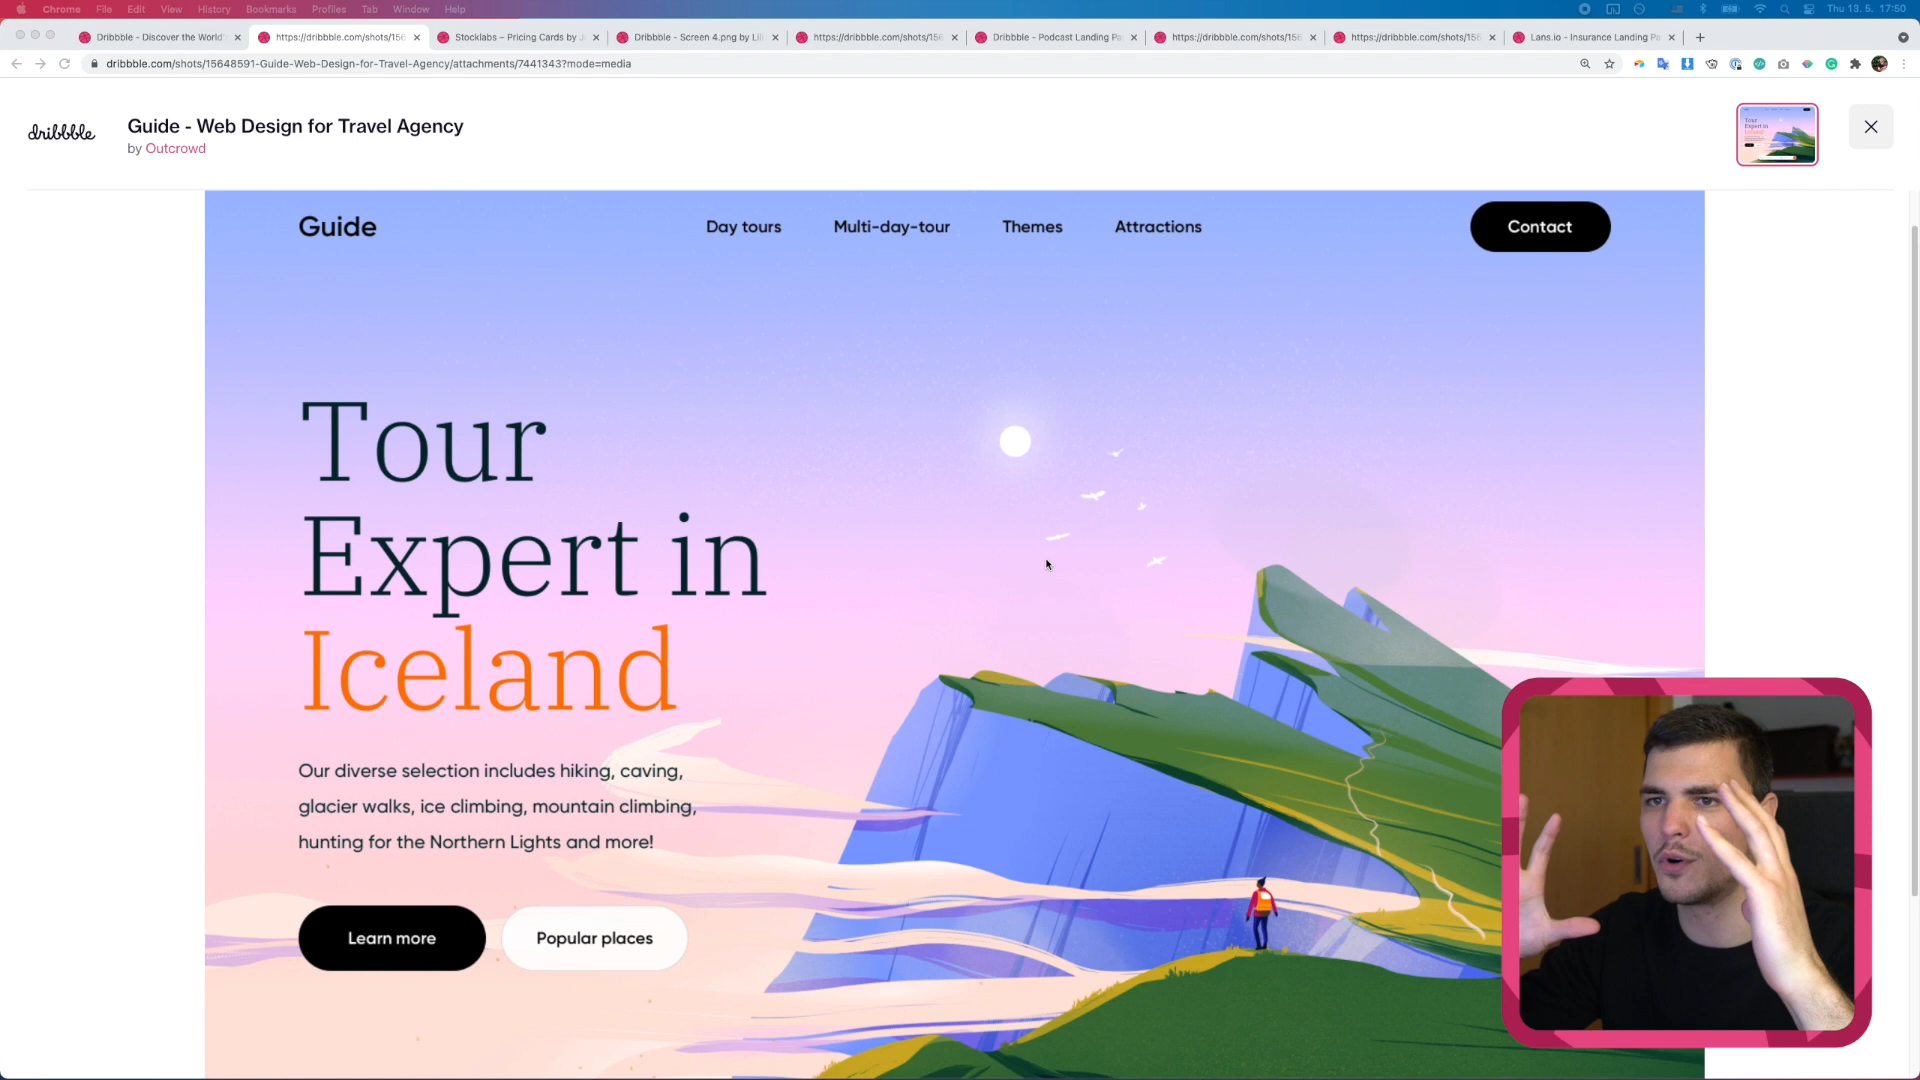 Chrome File Edit View History Bookmarks Profiles Tab Window Help
Thu 13. 5. 17:50
Dribbble - Discover the World'
https://dribbble.com/shots/156
Stocklabs – Pricing Cards by J
Dribbble - Screen 4.png by Lil
https://dribbble.com/shots/156
Dribbble - Podcast Landing Pa
https://dribbble.com/shots/156
https://dribbble.com/shots/156
Lans.io - Insurance Landing Pa
dribbble.com/shots/15648591-Guide-Web-Design-for-Travel-Agency/attachments/7441343?mode=media
dribbble
Guide - Web Design for Travel Agency
by Outcrowd
Tour
Expert in
Guide
Day tours
Multi-day-tour
Themes
Attractions
Contact
Tour
Expert in
Iceland
Our diverse selection includes hiking, caving,
glacier walks, ice climbing, mountain climbing,
hunting for the Northern Lights and more!
Learn more
Popular places